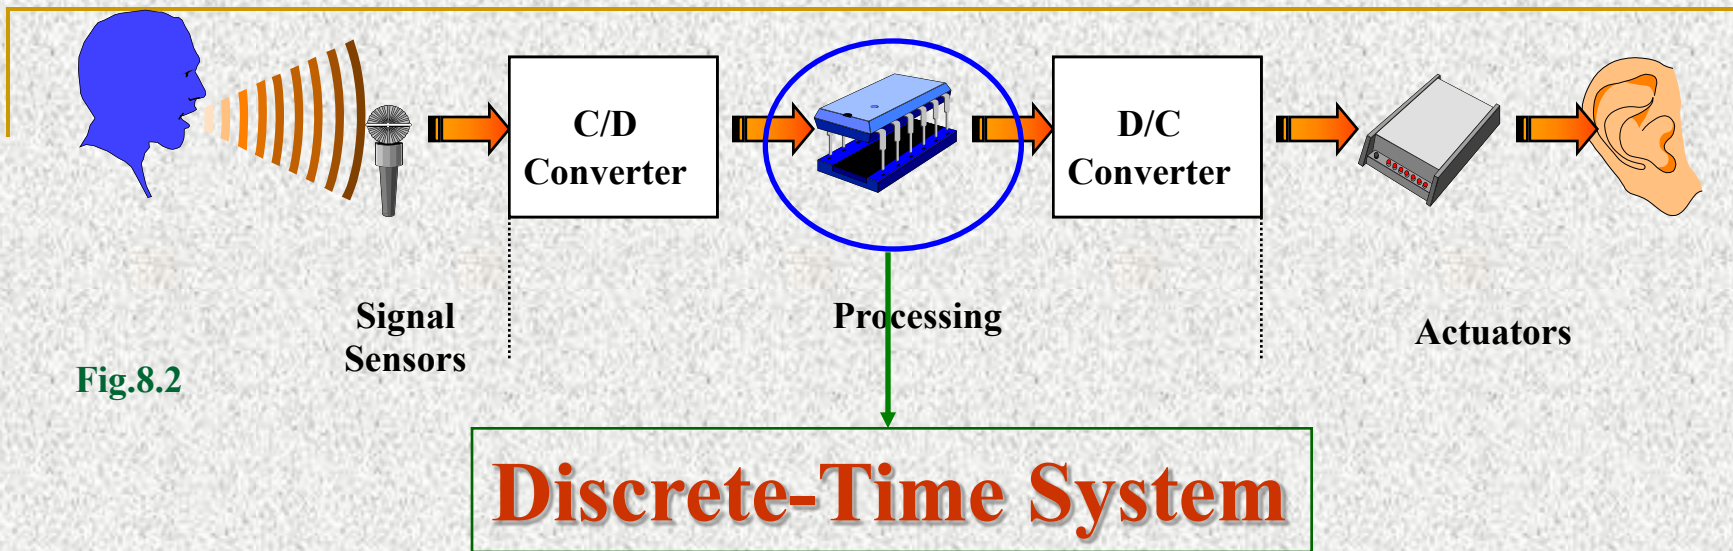 C/D
Converter
D/C
Converter
Signal
Sensors
Processing
Actuators
Fig.8.2
Discrete-Time System